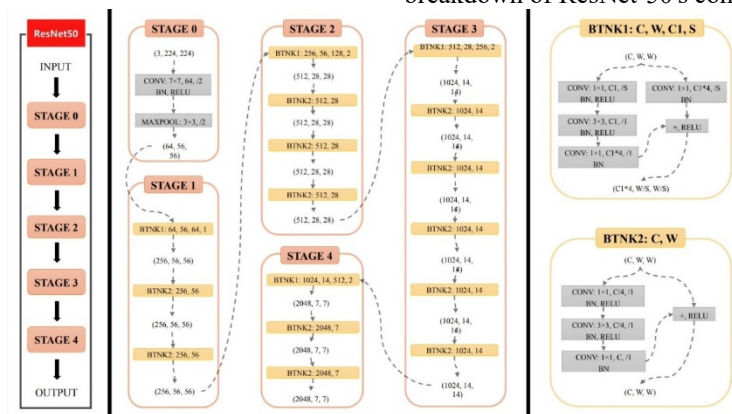 breakdown of ResNet-50's con
ResNet50
INPUT
STAGE 0
STAGE 1
STAGE 2
STAGE 3
STAGE 4
OUTPUT
STAGE 0
(3, 224, 224)
CONV: 7×7, 64, /2
BN, RELU
MAXPOOL: 3×3, /2
(64, 56,
56)
STAGE 1
BTNK1: 64, 56, 64, 1
(256, 56, 56)
BTNK2: 256, 56
(256, 56, 56)
BTNK2: 256, 56
(256, 56, 56)
STAGE 2
BTNK1: 256, 56, 128, 2
(512, 28, 28)
BTNK2: 512, 28
(512, 28, 28)
BTNK2: 512, 28
(512, 28, 28)
BTNK2: 512, 28
(512, 28, 28)
STAGE 4
BTNK1: 1024, 14, 512, 2
(2048, 7, 7)
BTNK2: 2048, 7
(2048, 7, 7)
BTNK2: 2048, 7
(2048, 7, 7)
STAGE 3
BTNK1: 512, 28, 256, 2
(1024, 14,
14)
BTNK2: 1024, 14
(1024, 14,
14)
BTNK2: 1024, 14
(1024, 14,
14)
BTNK2: 1024, 14
(1024, 14,
14)
BTNK2: 1024, 14
(1024, 14,
14)
BTNK2: 1024, 14
(1024, 14,
14)
BTNK1: C, W, C1, S
(C, W, W)
CONV: 1×1, C1, /S
BN, RELU
CONV: 3×3, C1, /1
BN, RELU
CONV: 1×1, C1*4, /1
BN
CONV: 1×1, C1*4, /S
BN
+, RELU
(C1*4, W/S, W/S)
BTNK2: C, W
(C, W, W)
CONV: 1×1, C/4, /1
BN, RELU
CONV: 3×3, C/4, /1
BN, RELU
CONV: 1×1, C, /1
BN
+, RELU
(C, W, W)